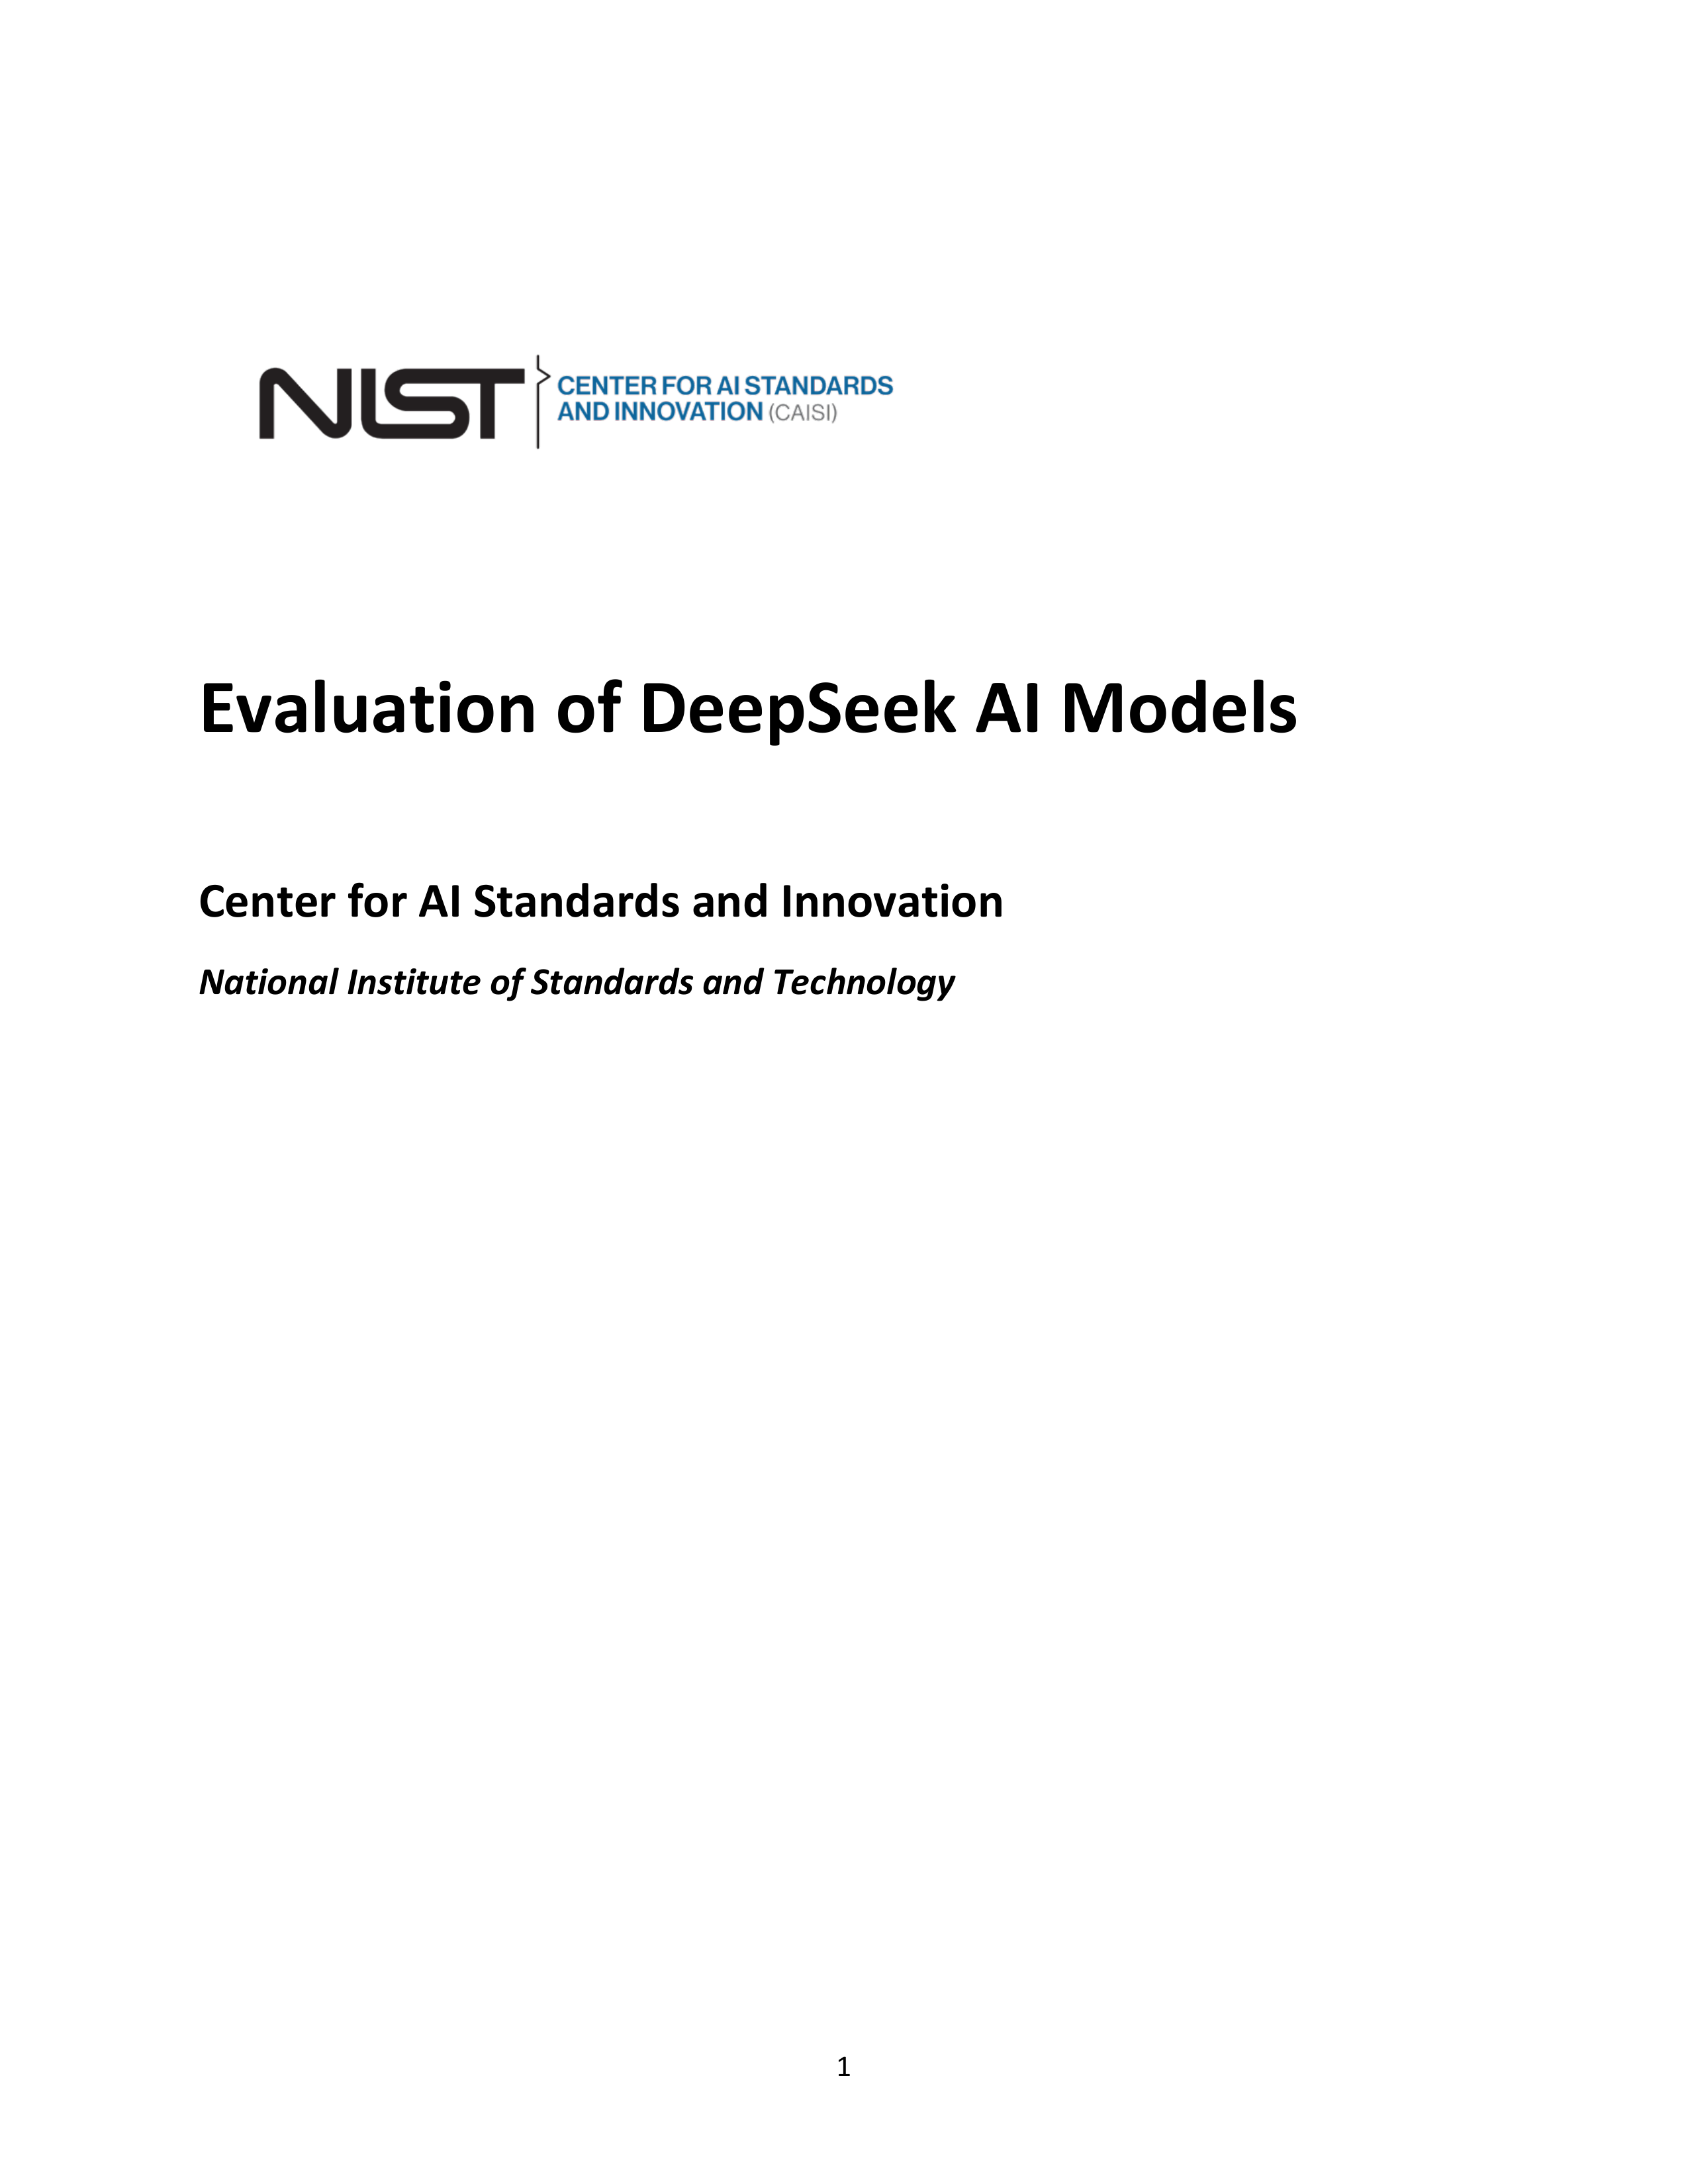 NIST
CENTER FOR AI STANDARDS
AND INNOVATION (CAISI)
Evaluation of DeepSeek AI Models
Center for AI Standards and Innovation
National Institute of Standards and Technology
1